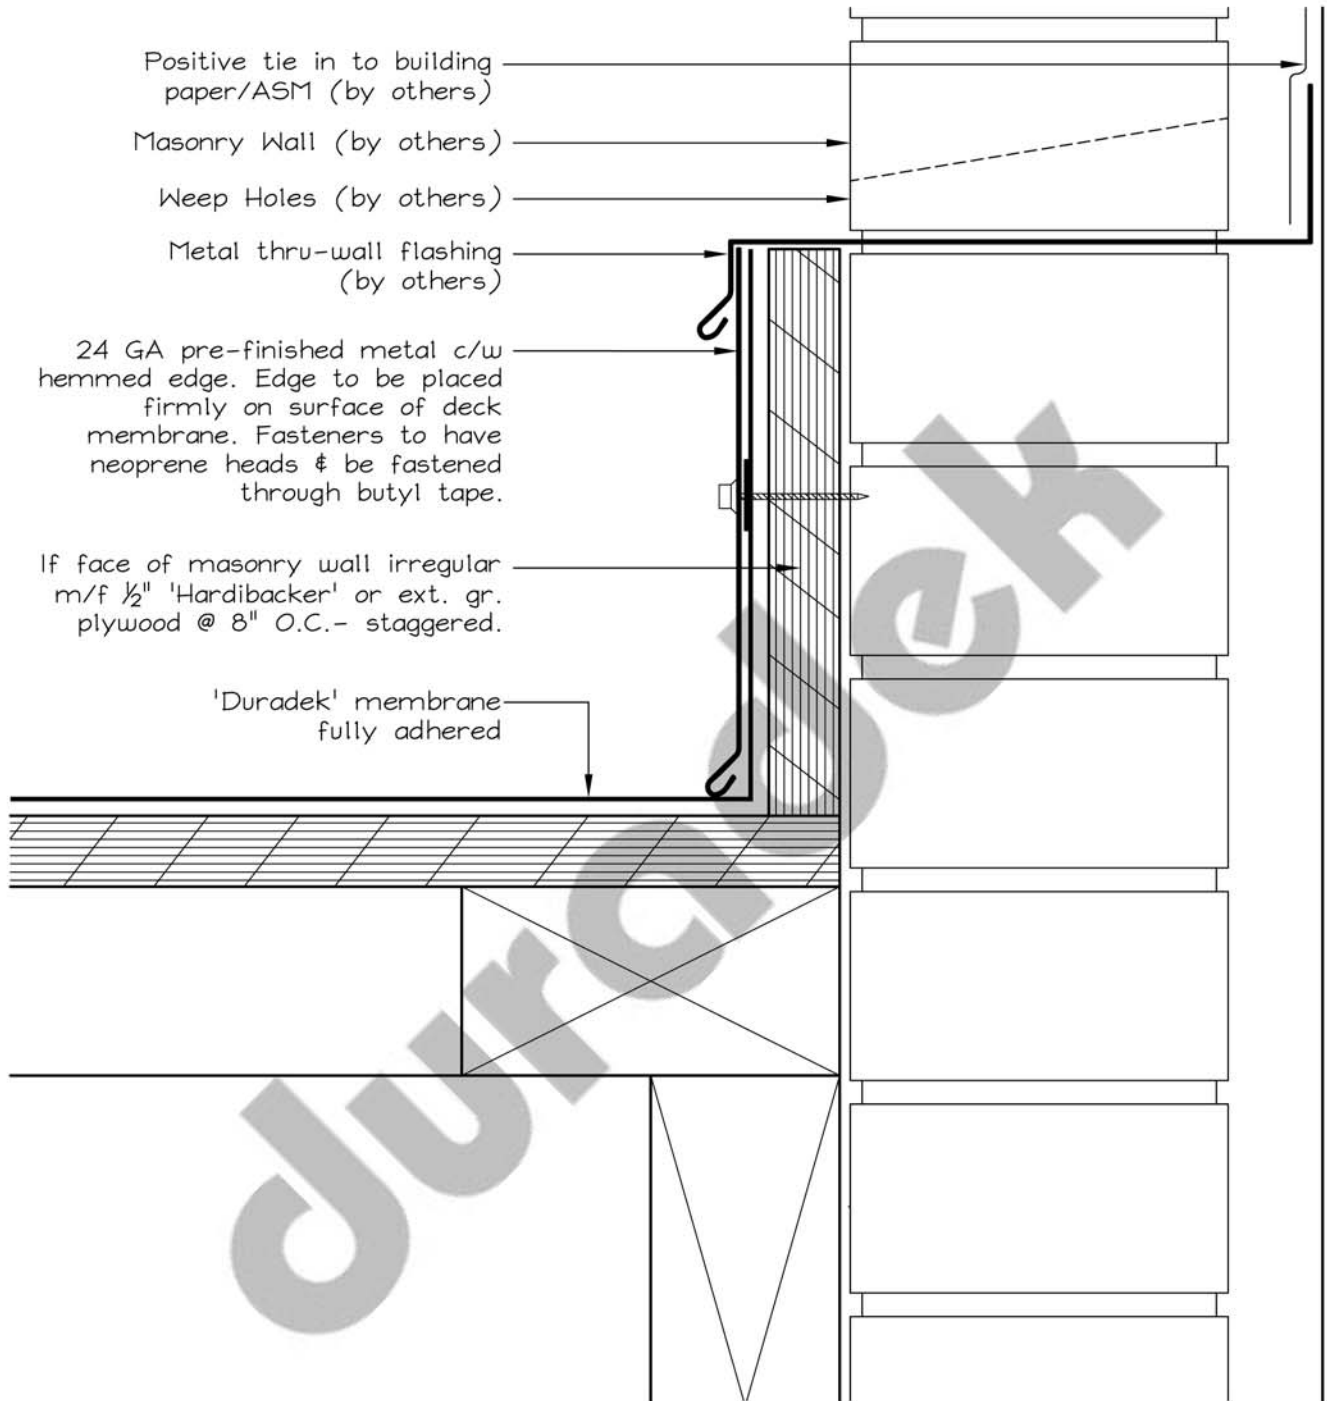 Positive tie in to building
paper/ASM (by others)
Masonry Wall (by others)
Weep Holes (by others)
Metal thru-wall flashing
(by others)
24 GA pre-finished metal c/w
hemmed edge. Edge to be placed
firmly on surface of deck
membrane. Fasteners to have
neoprene heads & be fastened
through butyl tape.
If face of masonry wall irregular
m/f ½" 'Hardibacker' or ext. gr.
plywood @ 8" O.C.- staggered.
'Duradek' membrane
fully adhered
duradek